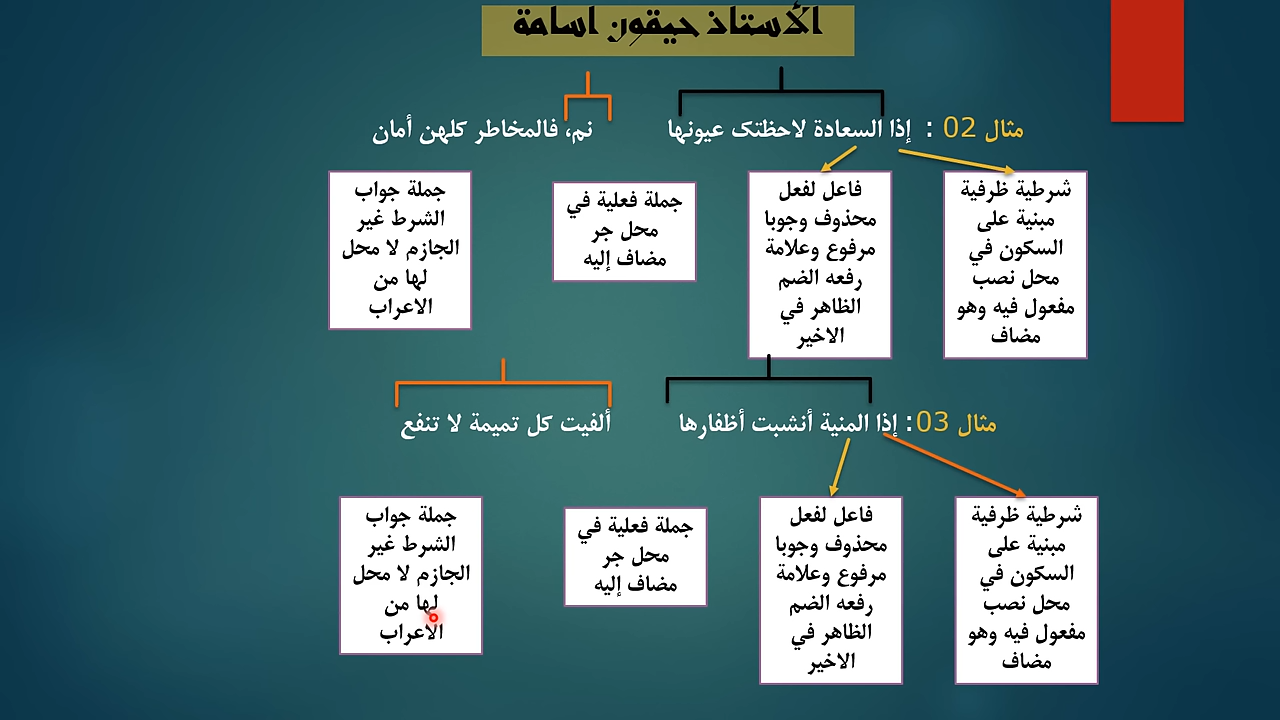 الأستاذ حيقون اسامة
مثال 02 : إذا السعادة لاحظتك عيونها نم، فالمخاطر كلهن أمان
شرطية ظرفية
مبنية على
السكون في
محل نصب
مفعول فيه وهو
مضاف
فاعل لفعل
محذوف وجوبا
مرفوع وعلامة
رفعه الضم
الظاهر في
الاخير
جملة فعلية في
محل جر
مضاف إليه
جملة جواب
الشرط غير
الجازم لا محل
لها من
الاعراب
مثال 03 : إذا المنية أنشبت أظفارها ألفيت كل تميمة لا تنفع
شرطية ظرفية
مبنية على
السكون في
محل نصب
مفعول فيه وهو
مضاف
فاعل لفعل
محذوف وجوبا
مرفوع وعلامة
رفعه الضم
الظاهر في
الاخير
جملة فعلية في
محل جر
مضاف إليه
جملة جواب
الشرط غير
الجازم لا محل
لها من
الاعراب